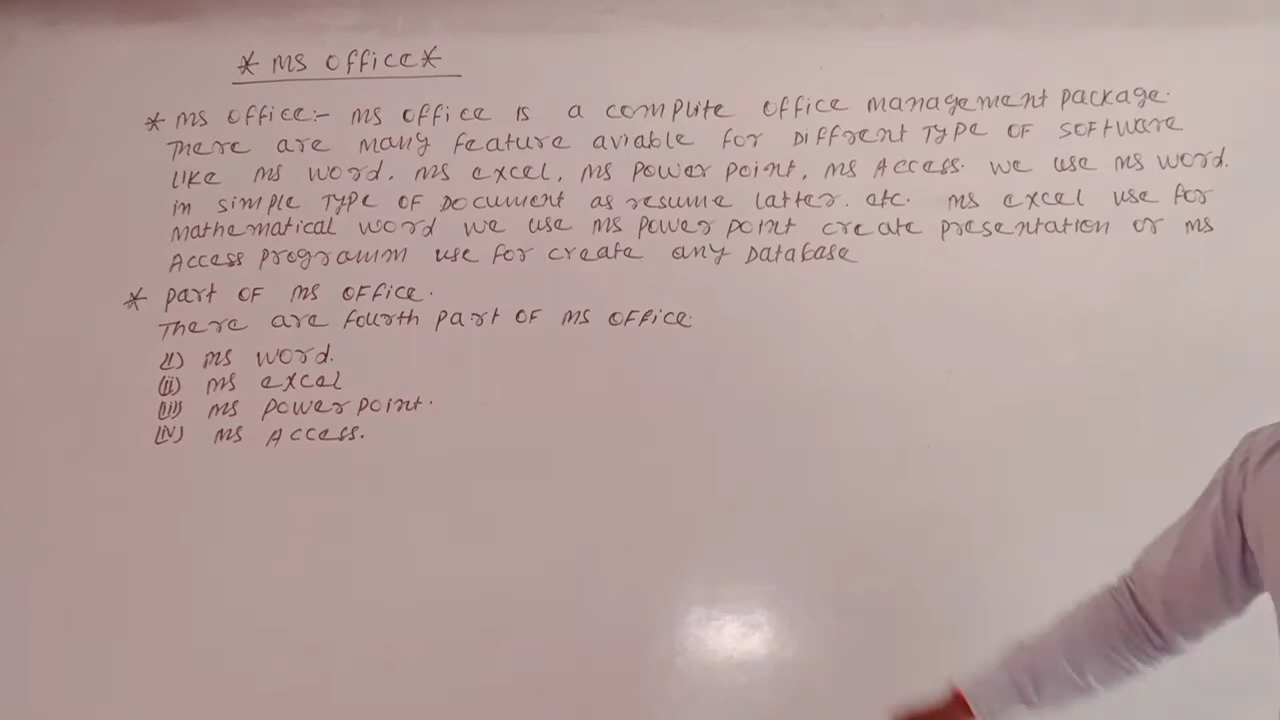 * MS Office *
* MS Office:- MS Office is a complite office management package.
There are many feature aviable for Diffrent Type OF Software
Like MS Word. MS excel, MS Power Point, MS Access. we use MS Word.
in simple Type OF Document as resume latter. etc. MS excel use for
Mathematical word we use MS Power Point create presentation or MS
Access programm use for create any Database
* Part OF MS Office.
There are fourth part OF MS Office.
(i) MS Word.
(ii) MS excel
(iii) MS Power Point.
(iv) MS Access.